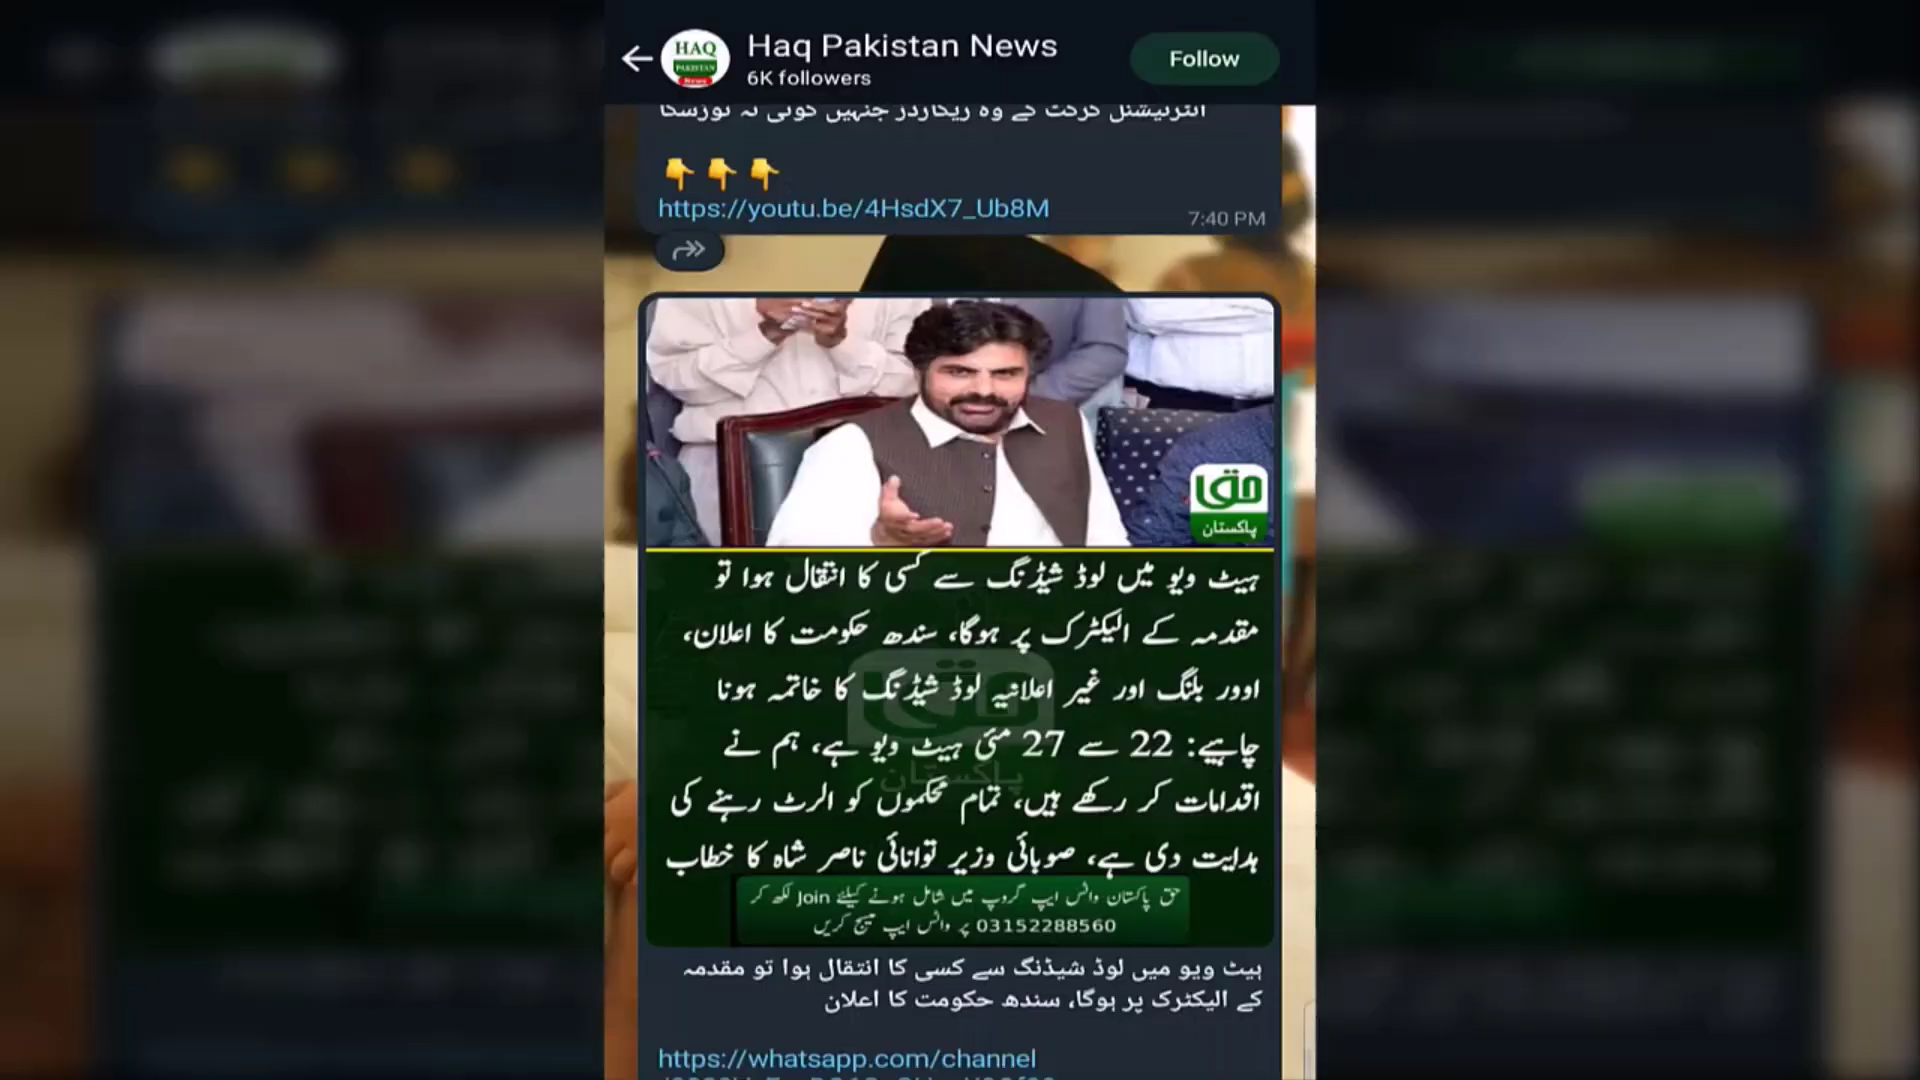 HAQ
PAKISTAN
News
Haq Pakistan News
6K followers
Follow
انٹرنیشنل کرکٹ کے وہ ریکارڈز جنہیں کوئی نہ توڑسکا
👇👇👇
https://youtu.be/4HsdX7_Ub8M
7:40 PM
حق
پاکستان
ہیٹ ویو میں لوڈ شیڈنگ سے کسی کا انتقال ہوا تو
مقدمہ کے الیکٹرک پر ہوگا، سندھ حکومت کا اعلان،
اوور بلنگ اور غیر اعلانیہ لوڈ شیڈنگ کا خاتمہ ہونا
چاہیے: 22 سے 27 مئی ہیٹ ویو ہے، ہم نے
اقدامات کر رکھے ہیں، تمام محکموں کو الرٹ رہنے کی
ہدایت دی ہے، صوبائی وزیر توانائی ناصر شاہ کا خطاب
حق پاکستان واٹس ایپ گروپ میں شامل ہونے کیلئے Join لکھ کر
03152288560 پر واٹس ایپ میسج کریں
ہیٹ ویو میں لوڈ شیڈنگ سے کسی کا انتقال ہوا تو مقدمہ
کے الیکٹرک پر ہوگا، سندھ حکومت کا اعلان
https://whatsapp.com/channel